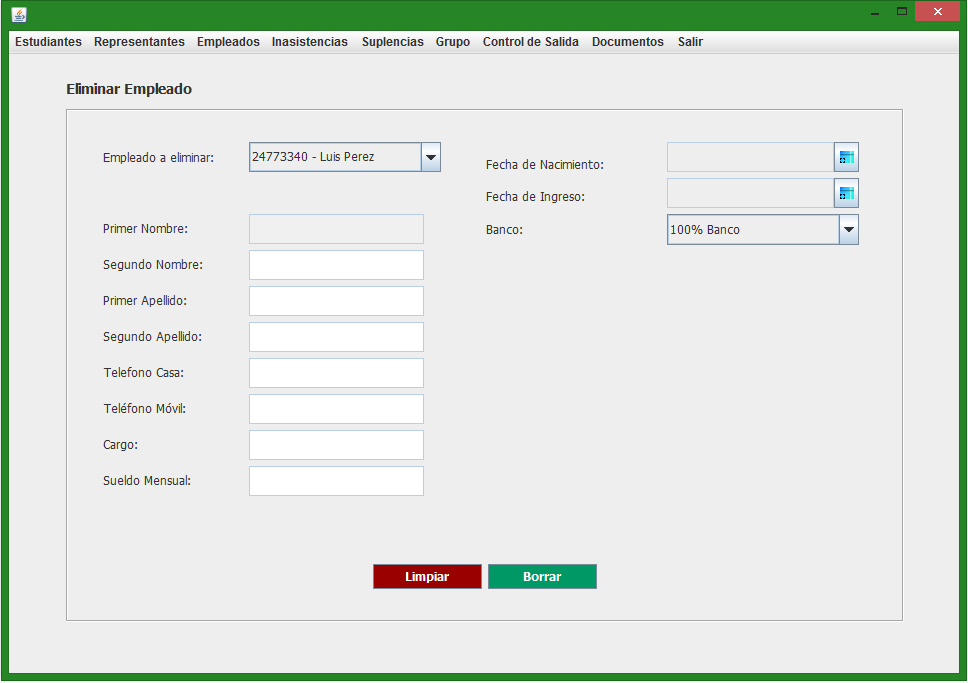 Estudiantes Representantes Empleados Inasistencias Suplencias Grupo Control de Salida Documentos Salir
Eliminar Empleado
Empleado a eliminar: 24773340 - Luis Perez
Fecha de Nacimiento:
Fecha de Ingreso:
Primer Nombre:
Banco: 100% Banco
Segundo Nombre:
Primer Apellido:
Segundo Apellido:
Telefono Casa:
Teléfono Móvil:
Cargo:
Sueldo Mensual:
Limpiar Borrar